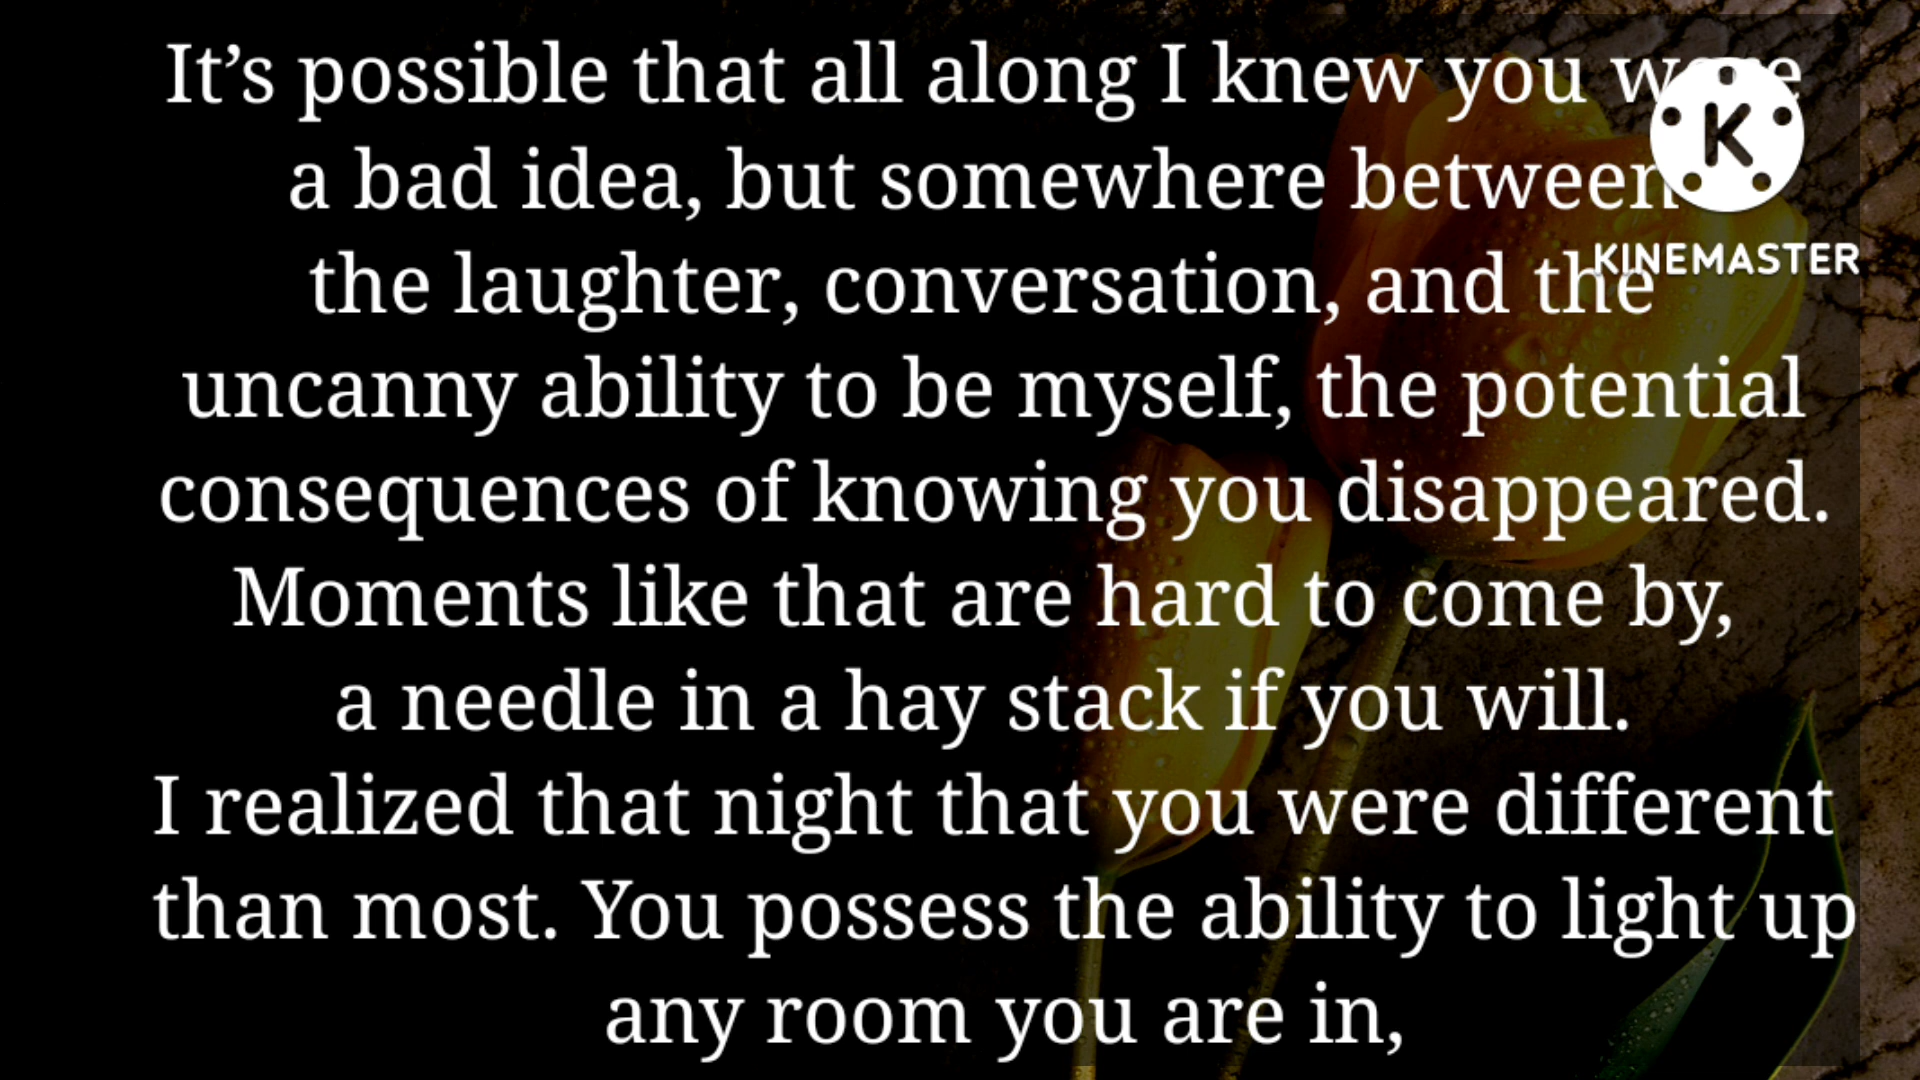 It’s possible that all along I knew you were
a bad idea, but somewhere between
the laughter, conversation, and the
uncanny ability to be myself, the potential
consequences of knowing you disappeared.
Moments like that are hard to come by,
a needle in a hay stack if you will.
I realized that night that you were different
than most. You possess the ability to light up
any room you are in,
K
KINEMASTER